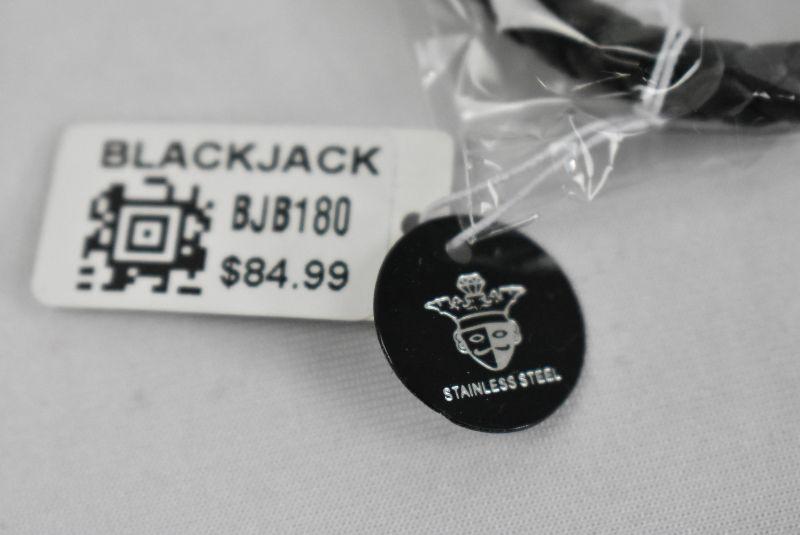 BLACKJACK
BJB180
$84.99
STAINLESS STEEL